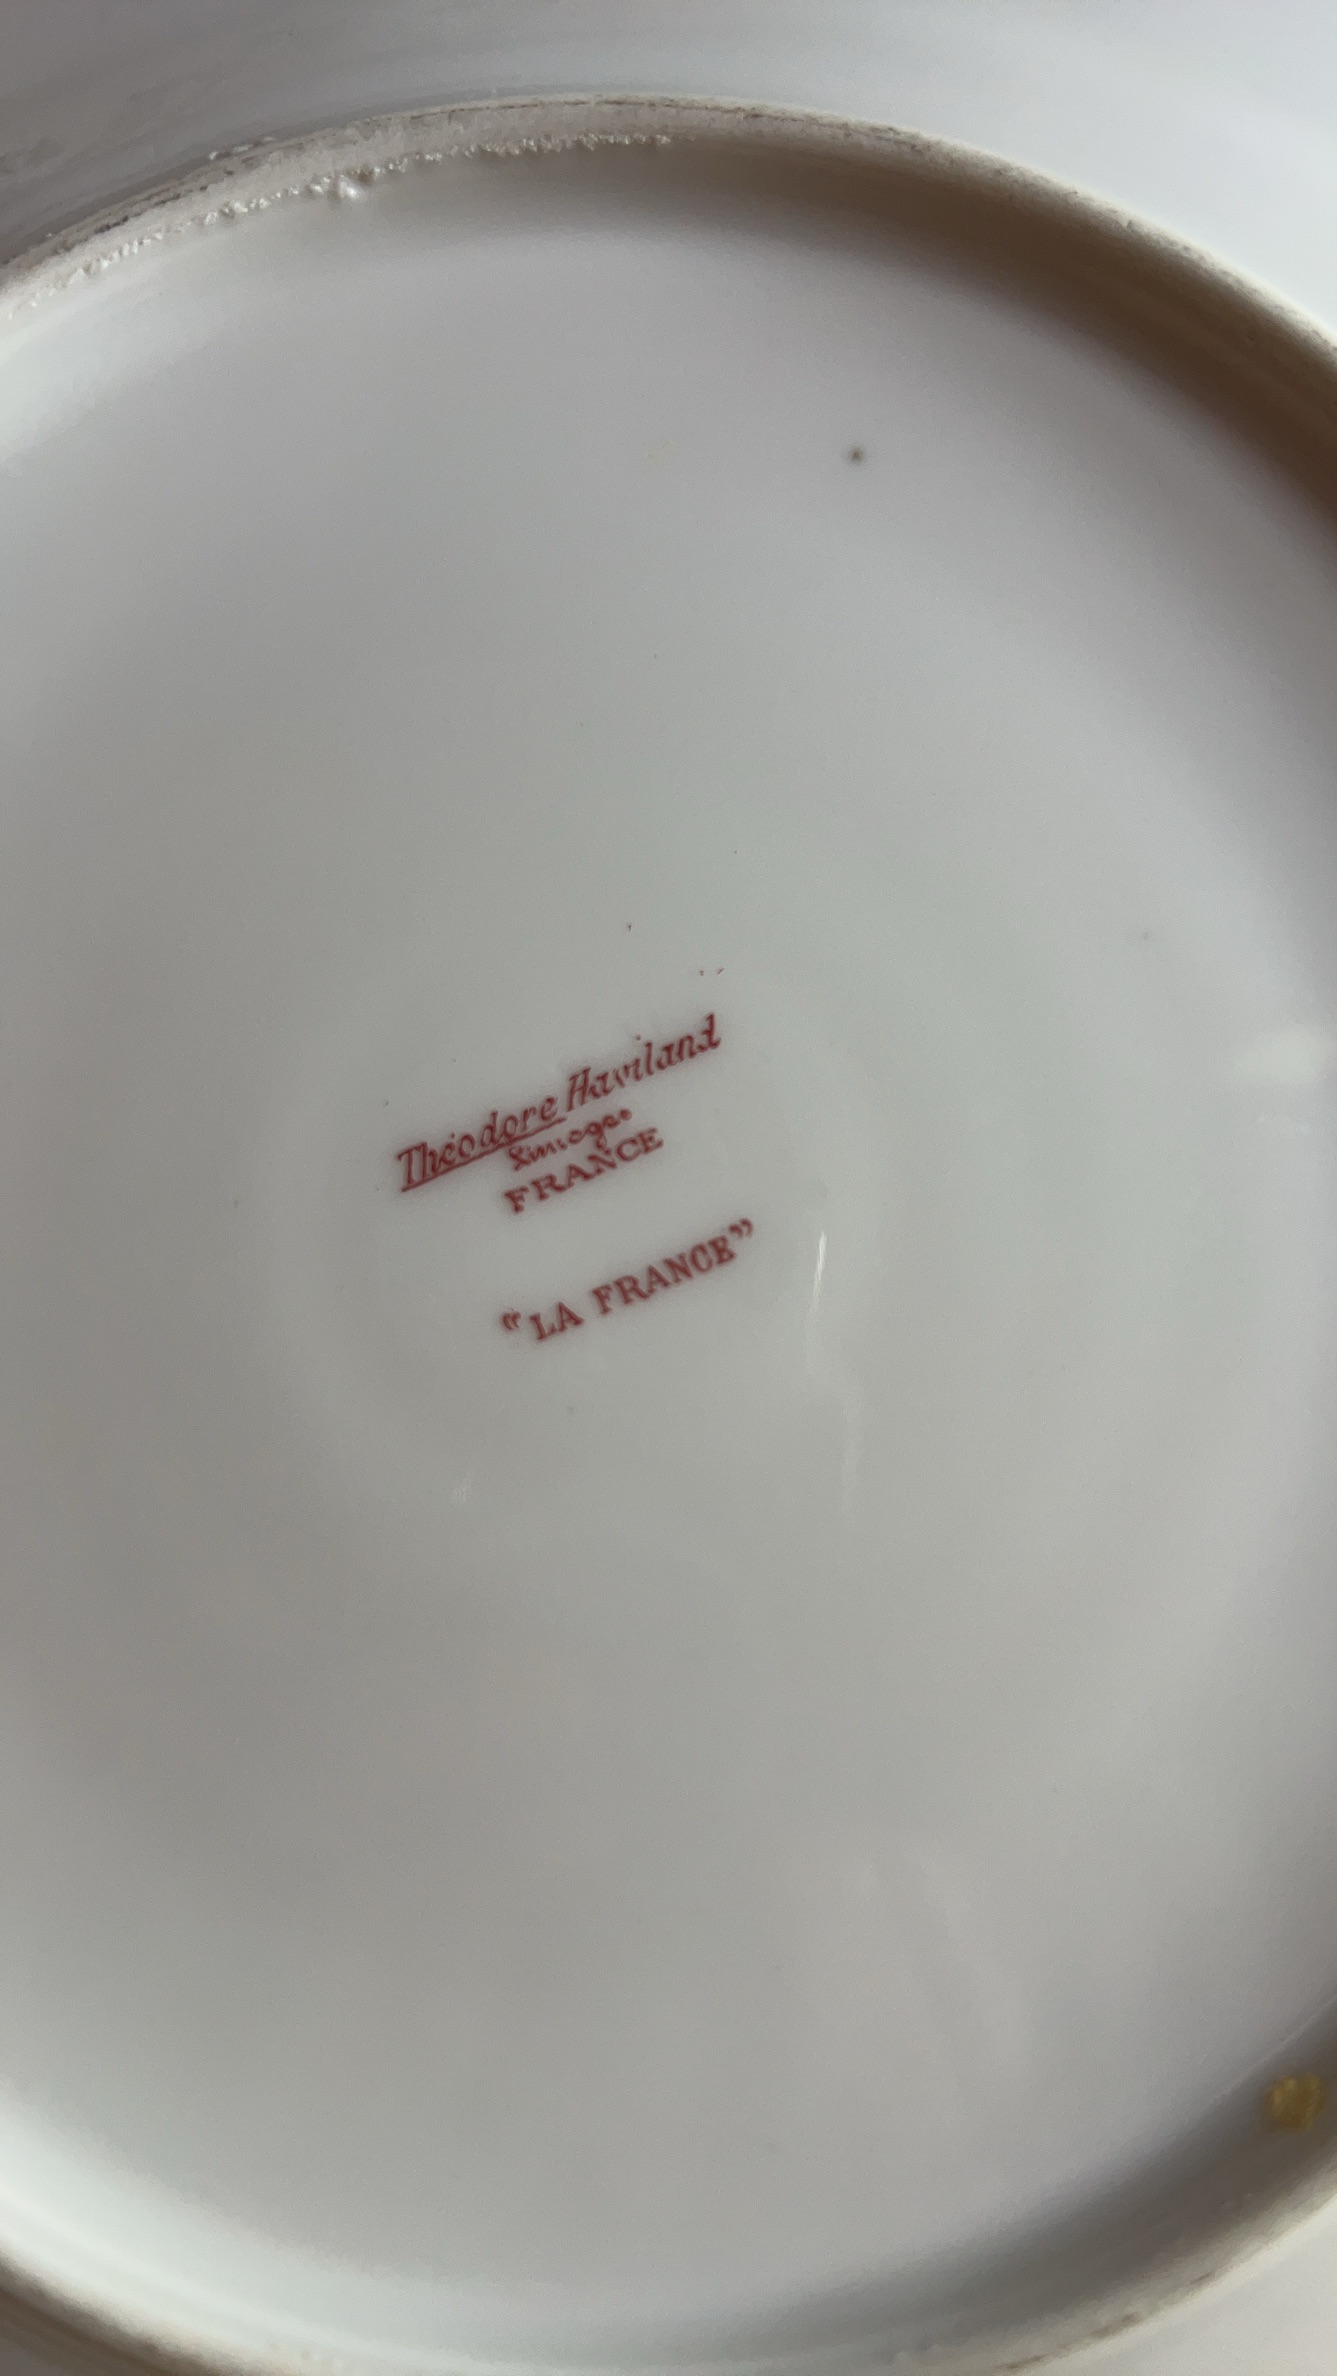 Théodore Haviland
Limoges
FRANCE
“LA FRANCE”